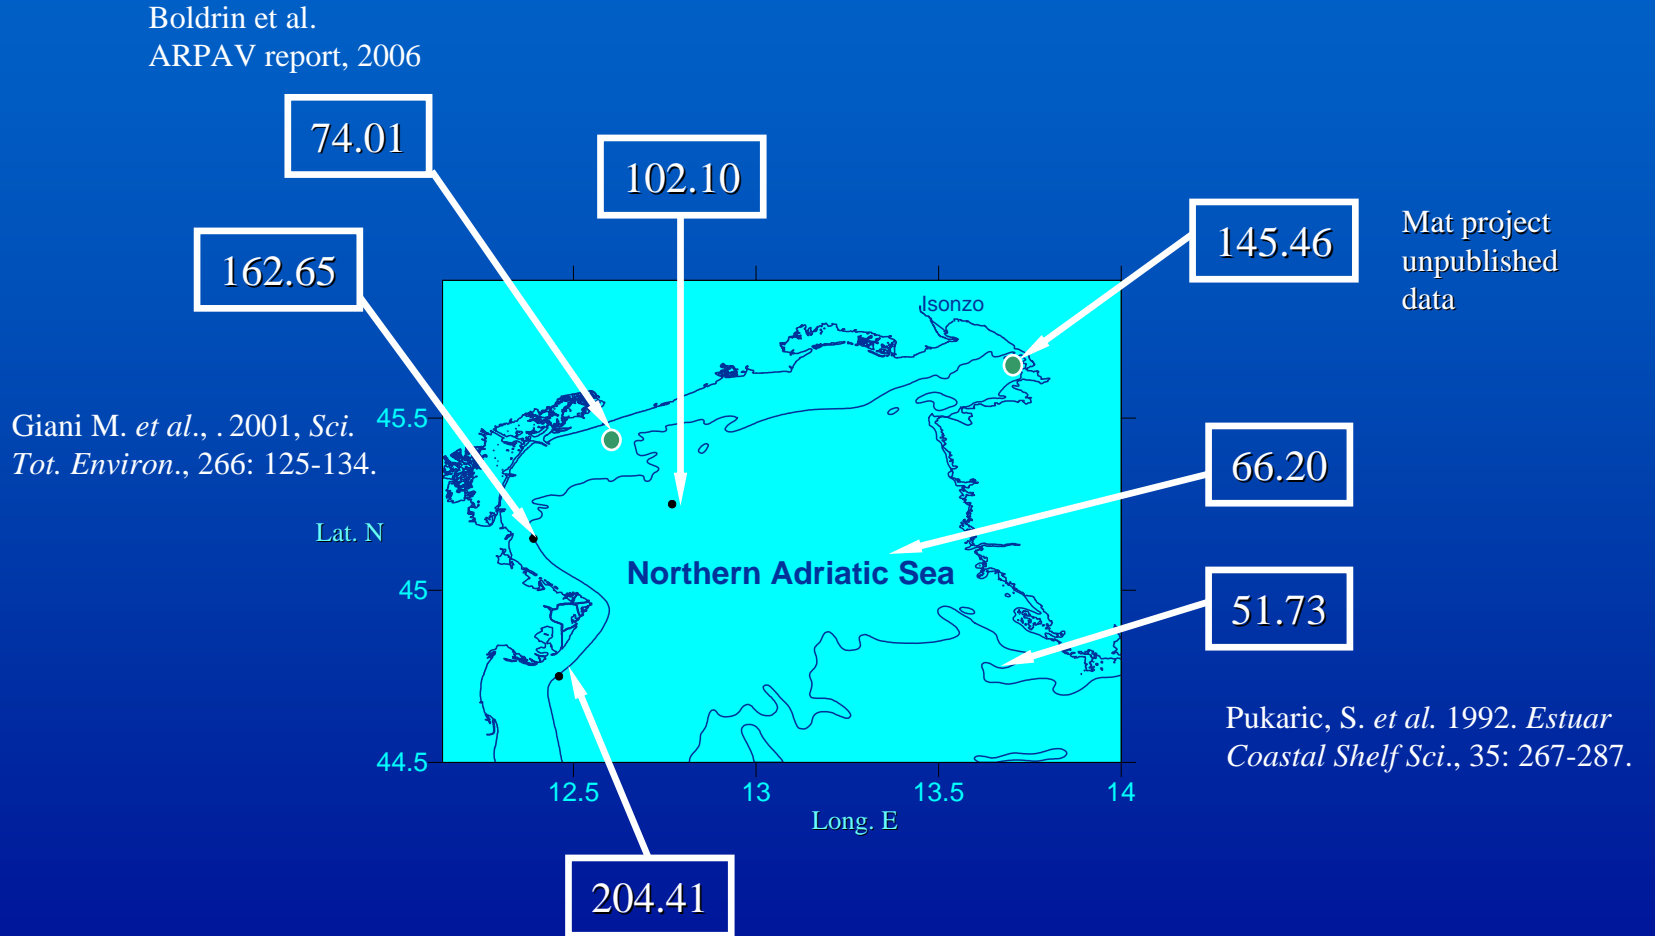 Boldrin et al.
ARPAV report, 2006
74.01
102.10
145.46
Mat project
unpublished
data
162.65
Isonzo
Giani M. et al., . 2001, Sci.
Tot. Environ., 266: 125-134.
45.5
66.20
Lat. N
Northern Adriatic Sea
45
51.73
Pukaric, S. et al. 1992. Estuar
Coastal Shelf Sci., 35: 267-287.
44.5
12.5 13 13.5 14
Long. E
204.41